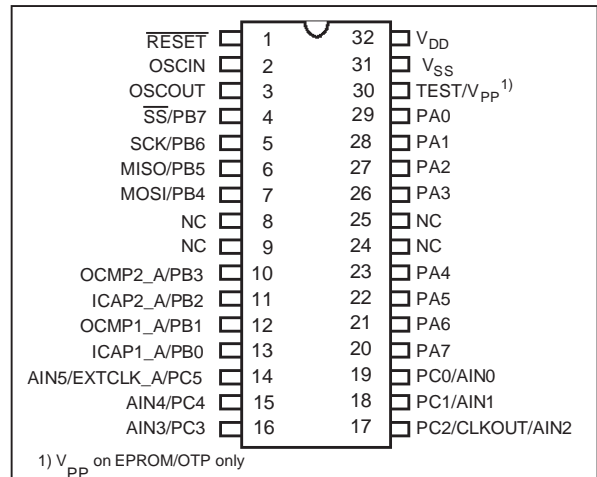 RESET 1 32 VDD
OSCIN 2 31 VSS
OSCOUT 3 30 TEST/VPP1)
SS/PB7 4 29 PA0
SCK/PB6 5 28 PA1
MISO/PB5 6 27 PA2
MOSI/PB4 7 26 PA3
NC 8 25 NC
NC 9 24 NC
OCMP2_A/PB3 10 23 PA4
ICAP2_A/PB2 11 22 PA5
OCMP1_A/PB1 12 21 PA6
ICAP1_A/PB0 13 20 PA7
AIN5/EXTCLK_A/PC5 14 19 PC0/AIN0
AIN4/PC4 15 18 PC1/AIN1
AIN3/PC3 16 17 PC2/CLKOUT/AIN2
1) VPP on EPROM/OTP only